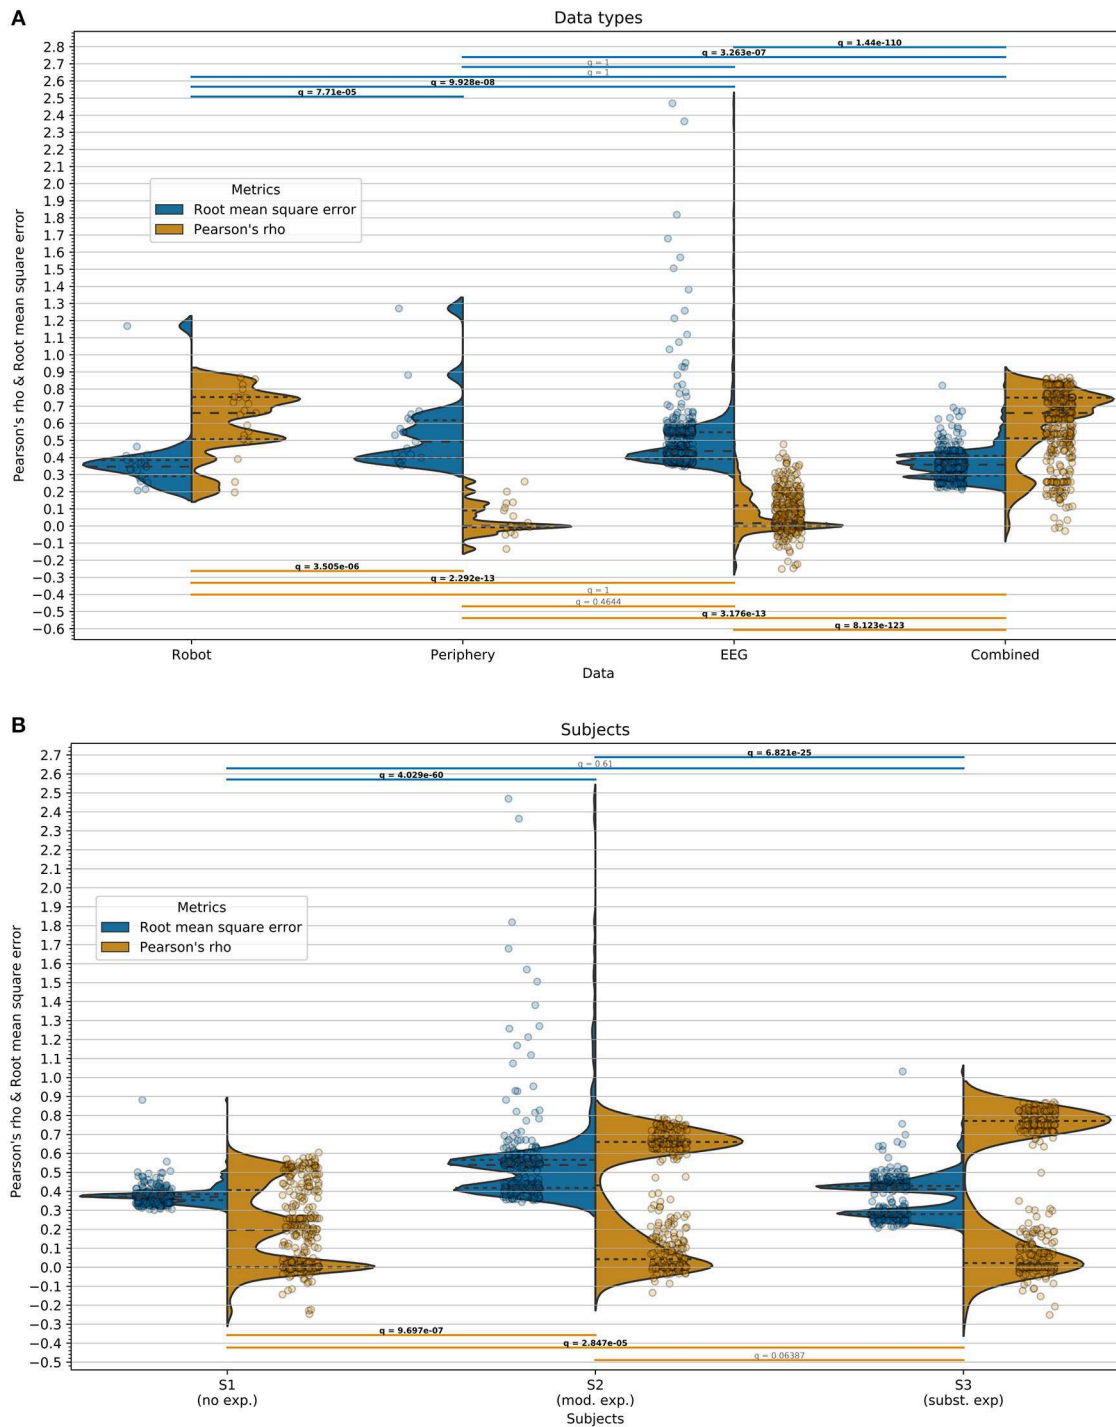 A
Data types
2.8
2.7
2.6
2.5
2.4
2.3
2.2
2.1
2.0
1.9
1.8
1.7
1.6
1.5
1.4
1.3
1.2
1.1
1.0
0.9
0.8
0.7
0.6
0.5
0.4
0.3
0.2
0.1
0.0
−0.1
−0.2
−0.3
−0.4
−0.5
−0.6
Pearson's rho & Root mean square error
q = 1.44e-110
q = 3.263e-07
q = 1
q = 1
q = 9.928e-08
q = 7.71e-05
Metrics
Root mean square error
Pearson's rho
q = 3.505e-06
q = 2.292e-13
q = 1
q = 0.4644
q = 3.176e-13
q = 8.123e-123
Robot
Periphery
EEG
Combined
Data
B
Subjects
2.7
2.6
2.5
2.4
2.3
2.2
2.1
2.0
1.9
1.8
1.7
1.6
1.5
1.4
1.3
1.2
1.1
1.0
0.9
0.8
0.7
0.6
0.5
0.4
0.3
0.2
0.1
0.0
−0.1
−0.2
−0.3
−0.4
−0.5
Pearson's rho & Root mean square error
q = 6.821e-25
q = 0.61
q = 4.029e-60
Metrics
Root mean square error
Pearson's rho
q = 9.697e-07
q = 2.847e-05
q = 0.06387
S1
(no exp.)
S2
(mod. exp.)
S3
(subst. exp)
Subjects